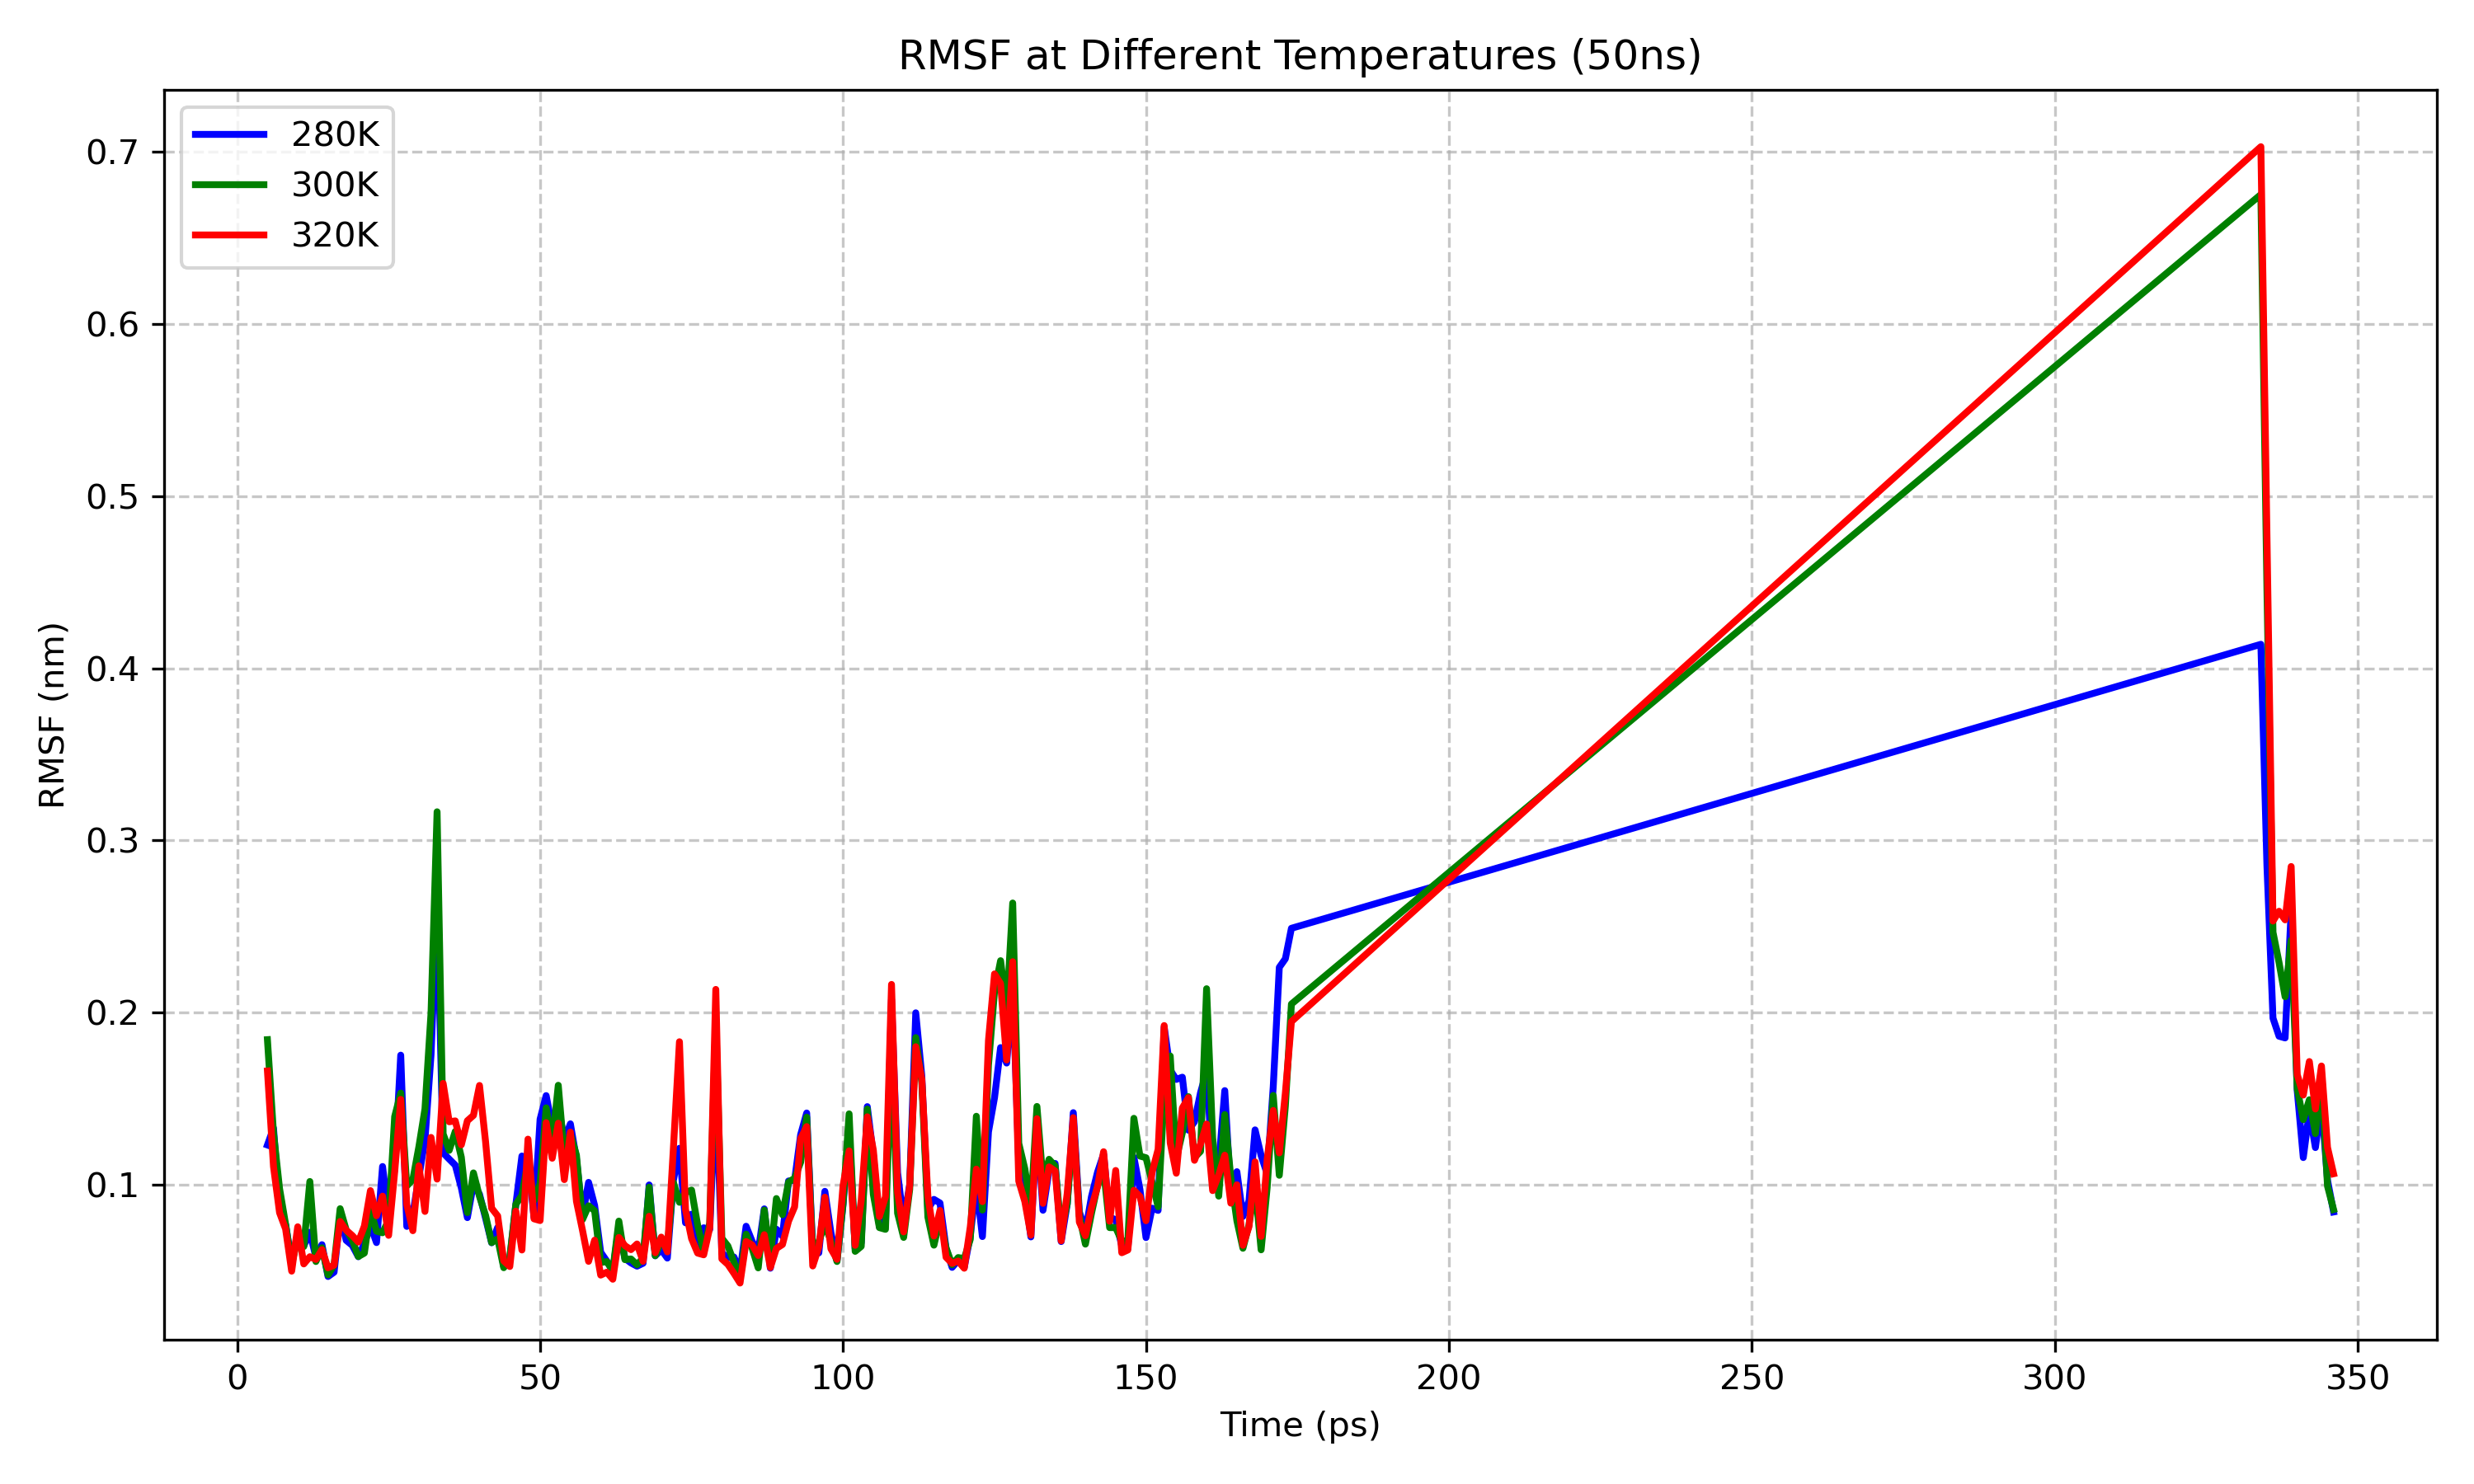 RMSF at Different Temperatures (50ns)
280K
300K
320K
0.7
0.6
0.5
0.4
0.3
0.2
0.1
RMSF (nm)
0 50 100 150 200 250 300 350
Time (ps)